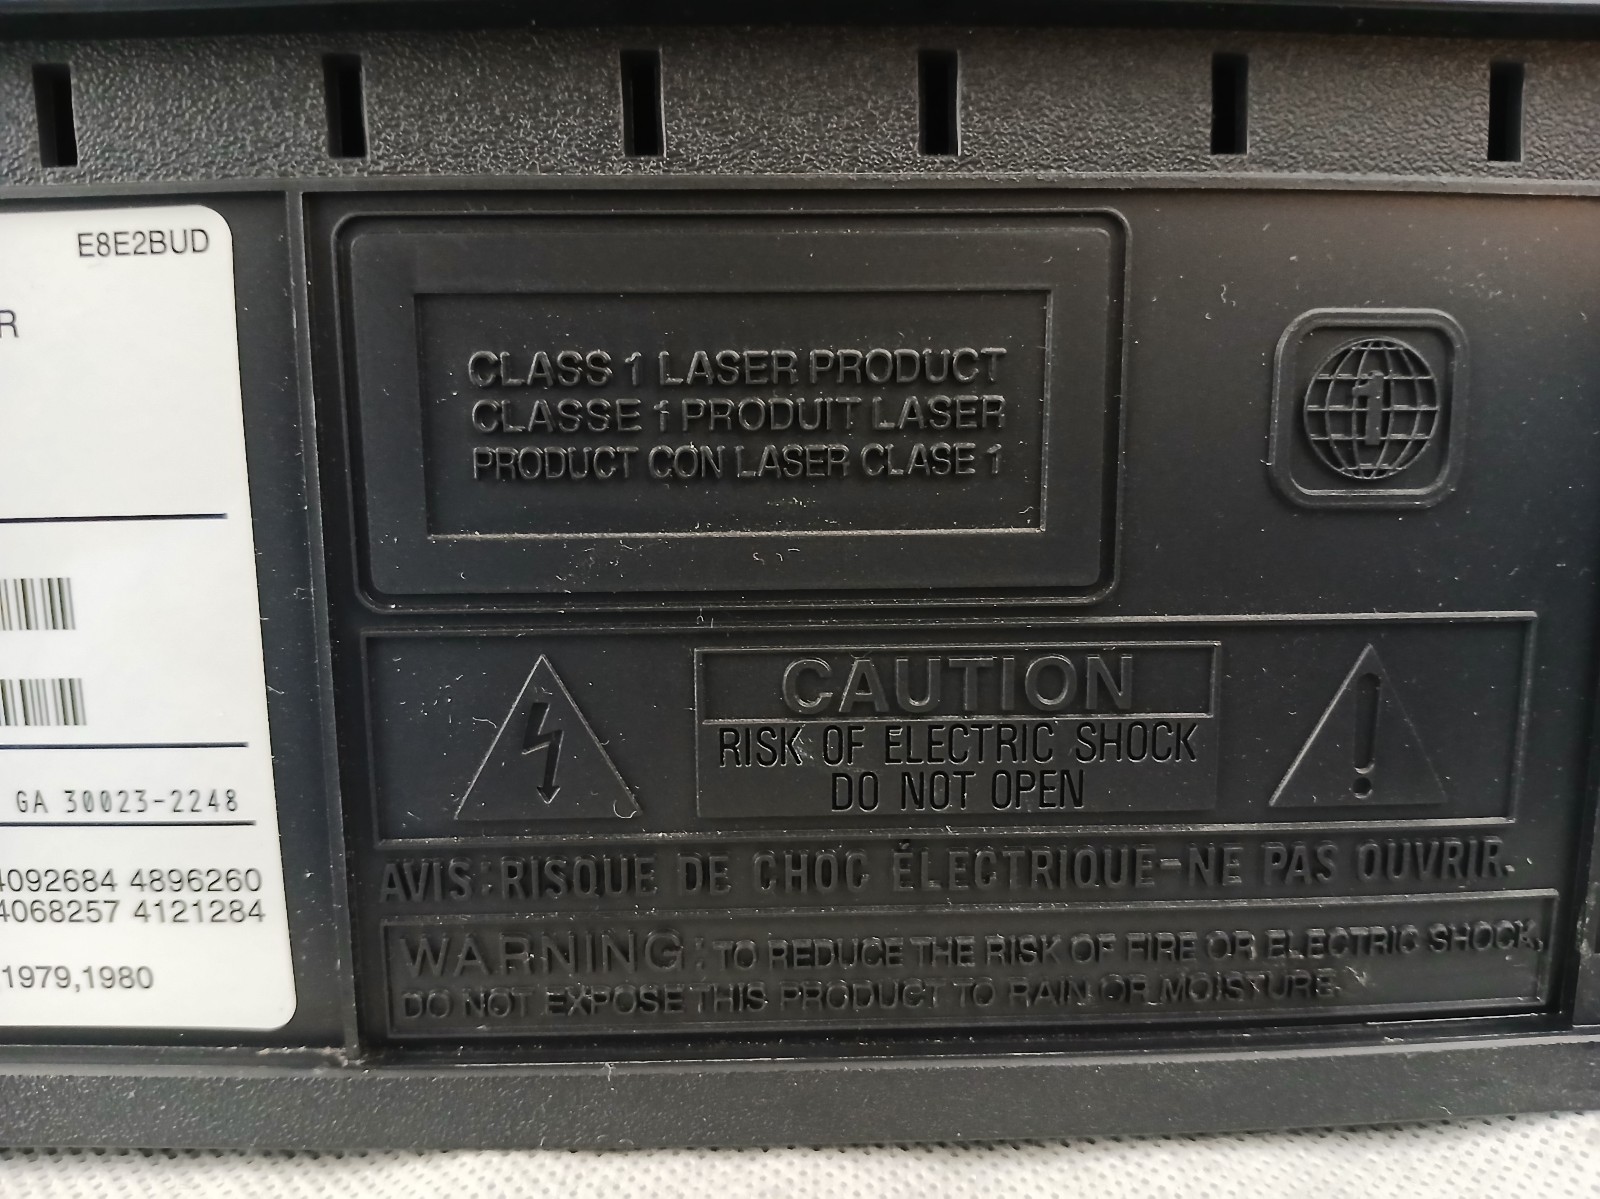 E8E2BUD
R
GA 30023-2248
4092684 4896260
4068257 4121284
1979,1980
CLASS 1 LASER PRODUCT
CLASSE 1 PRODUIT LASER
PRODUCT CON LASER CLASE 1
1
CAUTION
RISK OF ELECTRIC SHOCK
DO NOT OPEN
AVIS: RISQUE DE CHOC ÉLECTRIQUE-NE PAS OUVRIR.
WARNING: TO REDUCE THE RISK OF FIRE OR ELECTRIC SHOCK,
DO NOT EXPOSE THIS PRODUCT TO RAIN OR MOISTURE.